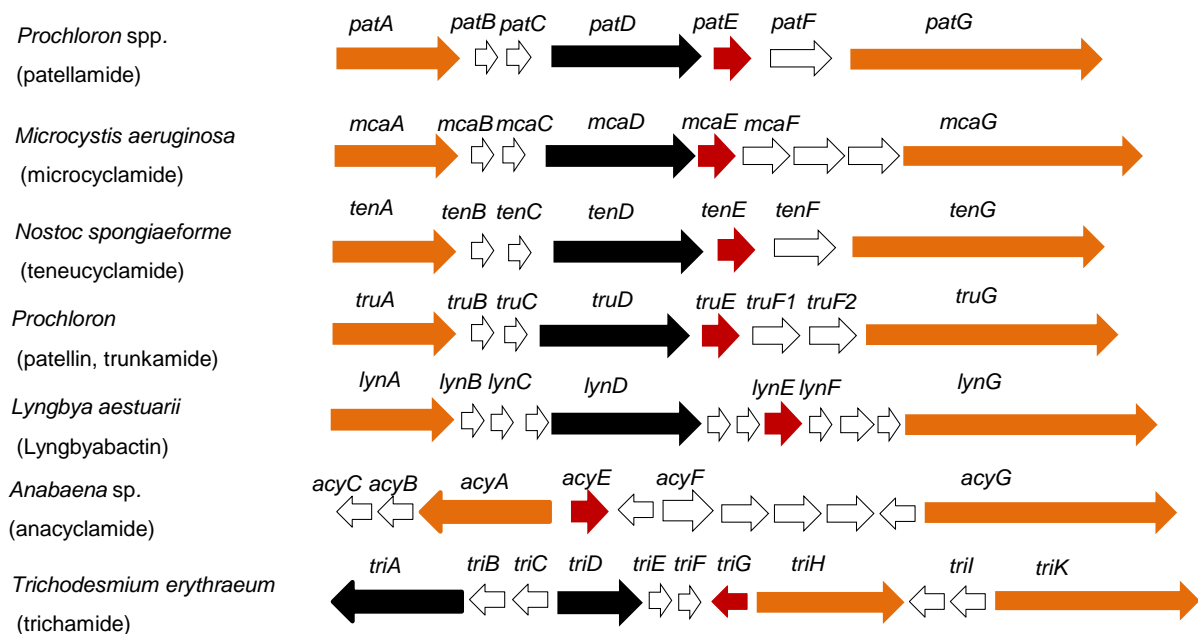 patA patB patC patD patE patF patG
Prochloron spp.
(patellamide)
mcaA mcaB mcaC mcaD mcaE mcaF mcaG
Microcystis aeruginosa
(microcyclamide)
tenA tenB tenC tenD tenE tenF tenG
Nostoc spongiaeforme
(teneucyclamide)
truA truB truC truD truE truF1 truF2 truG
Prochloron
(patellin, trunkamide)
lynA lynB lynC lynD lynE lynF lynG
Lyngbya aestuarii
(Lyngbyabactin)
acyC acyB acyA acyE acyF acyG
Anabaena sp.
(anacyclamide)
triA triB triC triD triE triF triG triH triI triK
Trichodesmium erythraeum
(trichamide)